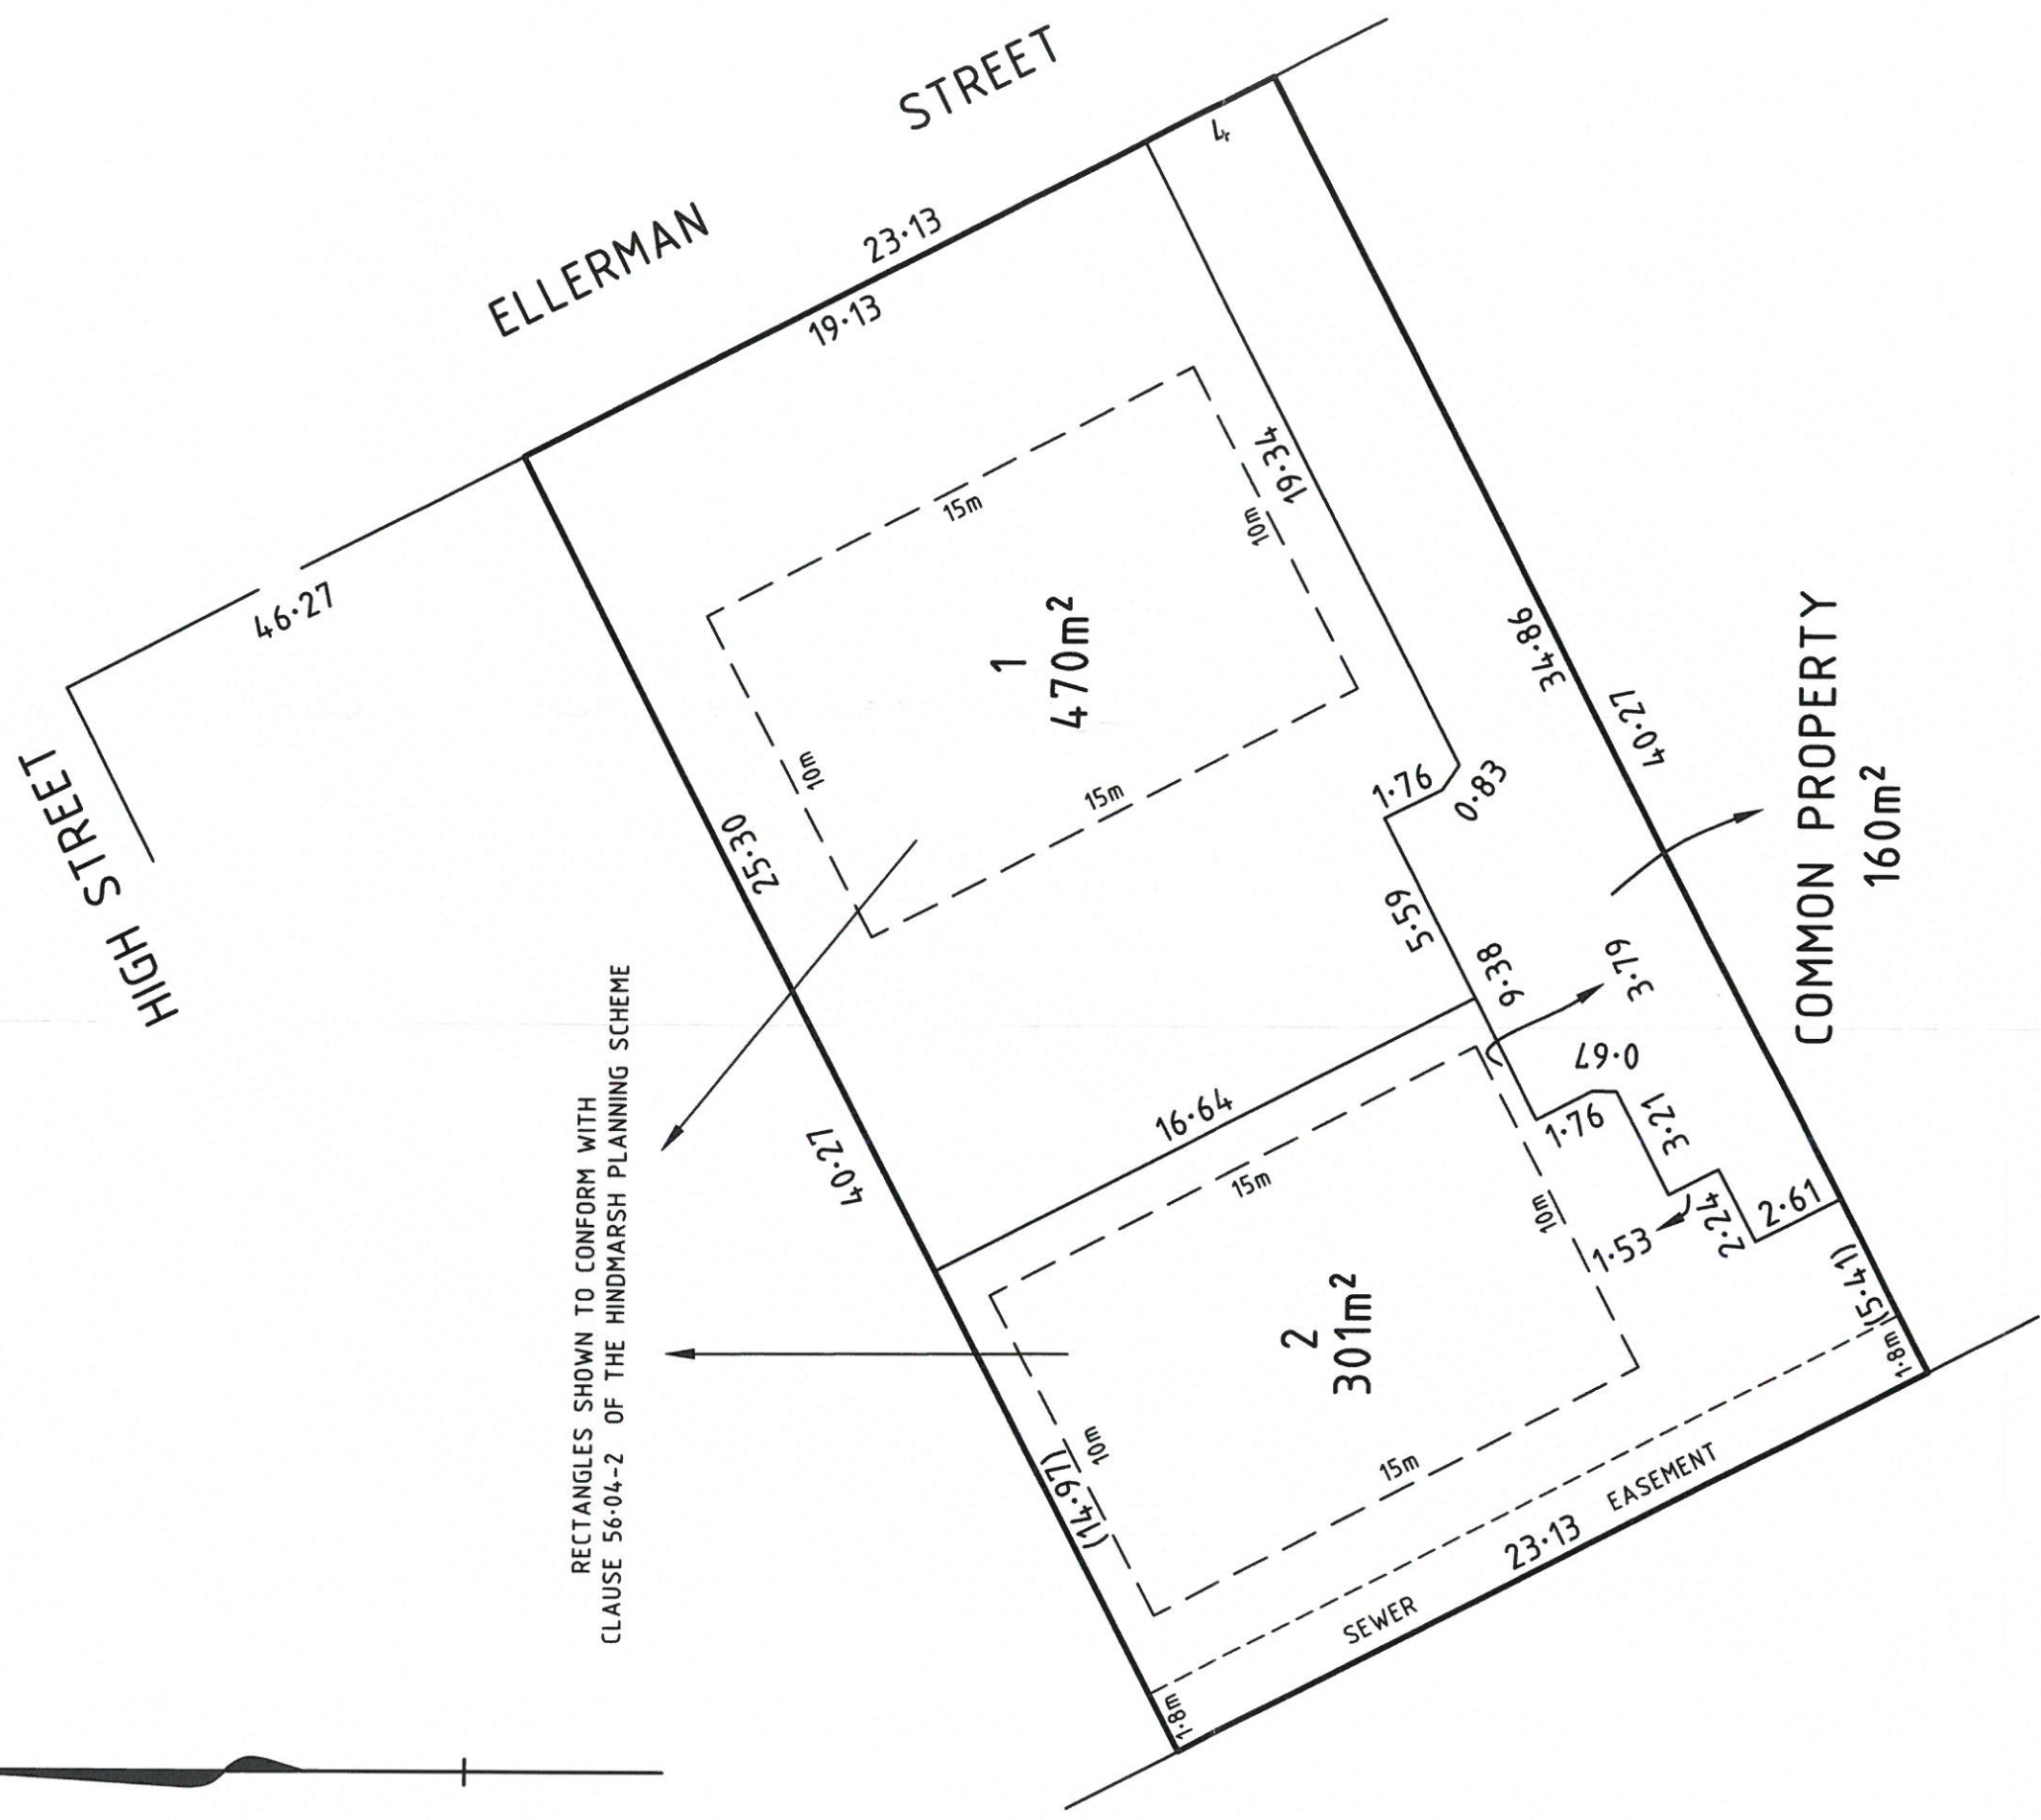 ELLERMAN STREET
HIGH STREET
46·27
23·13
19·13
4
15m
10m
19·34
1
470m²
10m
15m
25·30
34·86
40·27
1·76
0·83
5·59
9·38
3·79
COMMON PROPERTY
160m²
RECTANGLES SHOWN TO CONFORM WITH
CLAUSE 56·04-2 OF THE HINDMARSH PLANNING SCHEME
40·27
16·64
0·67
1·76
3·21
1·53
2·24
2·61
(5·41)
1·8m
15m
10m
2
301m²
10m
15m
(14·97)
SEWER EASEMENT
23·13
1·8m